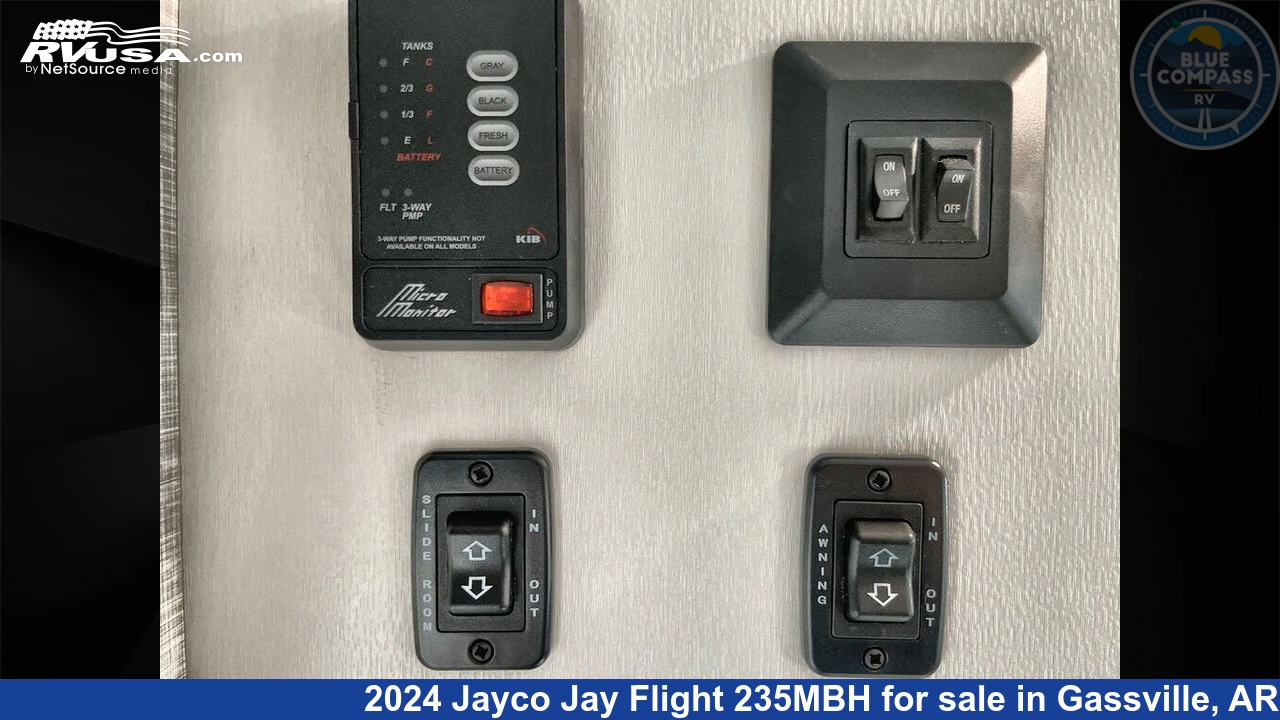 RVUSA.com
by NetSource media
BLUE
COMPASS
RV
TANKS
F C
2/3 G
1/3 F
E L
BATTERY
GRAY
BLACK
FRESH
BATTERY
FLT 3-WAY
PMP
3-WAY PUMP FUNCTIONALITY NOT
AVAILABLE ON ALL MODELS
KIB
Micro
Monitor
PUMP
ON
OFF
ON
OFF
SLIDE ROOM
IN
OUT
AWNING
IN
OUT
2024 Jayco Jay Flight 235MBH for sale in Gassville, AR